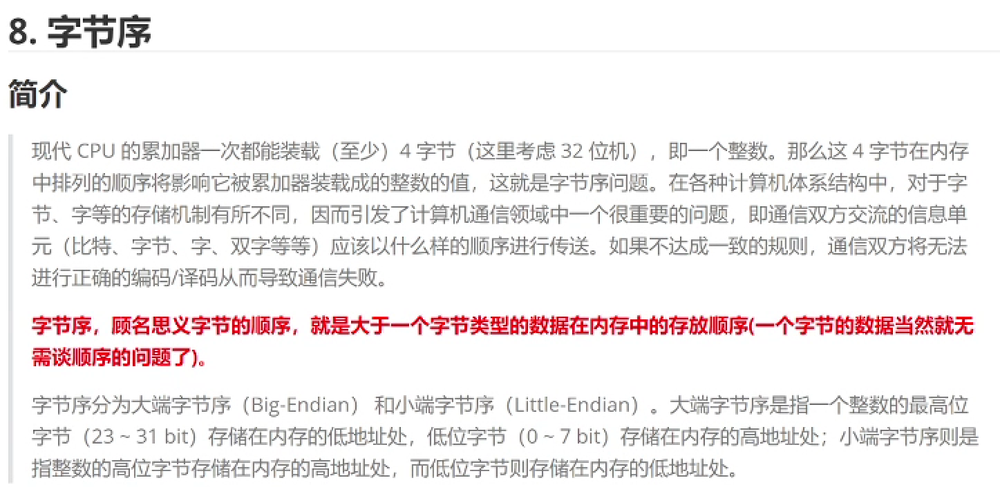 8. 字节序
简介
现代 CPU 的累加器一次都能装载（至少）4 字节（这里考虑 32 位机），即一个整数。那么这 4 字节在内存
中排列的顺序将影响它被累加器装载成的整数的值，这就是字节序问题。在各种计算机体系结构中，对于字
节、字等的存储机制有所不同，因而引发了计算机通信领域中一个很重要的问题，即通信双方交流的信息单
元（比特、字节、字、双字等等）应该以什么样的顺序进行传送。如果不达成一致的规则，通信双方将无法
进行正确的编码/译码从而导致通信失败。
字节序，顾名思义字节的顺序，就是大于一个字节类型的数据在内存中的存放顺序(一个字节的数据当然就无
需谈顺序的问题了)。
字节序分为大端字节序（Big-Endian） 和小端字节序（Little-Endian）。大端字节序是指一个整数的最高位
字节（23 ~ 31 bit）存储在内存的低地址处，低位字节（0 ~ 7 bit）存储在内存的高地址处；小端字节序则是
指整数的高位字节存储在内存的高地址处，而低位字节则存储在内存的低地址处。